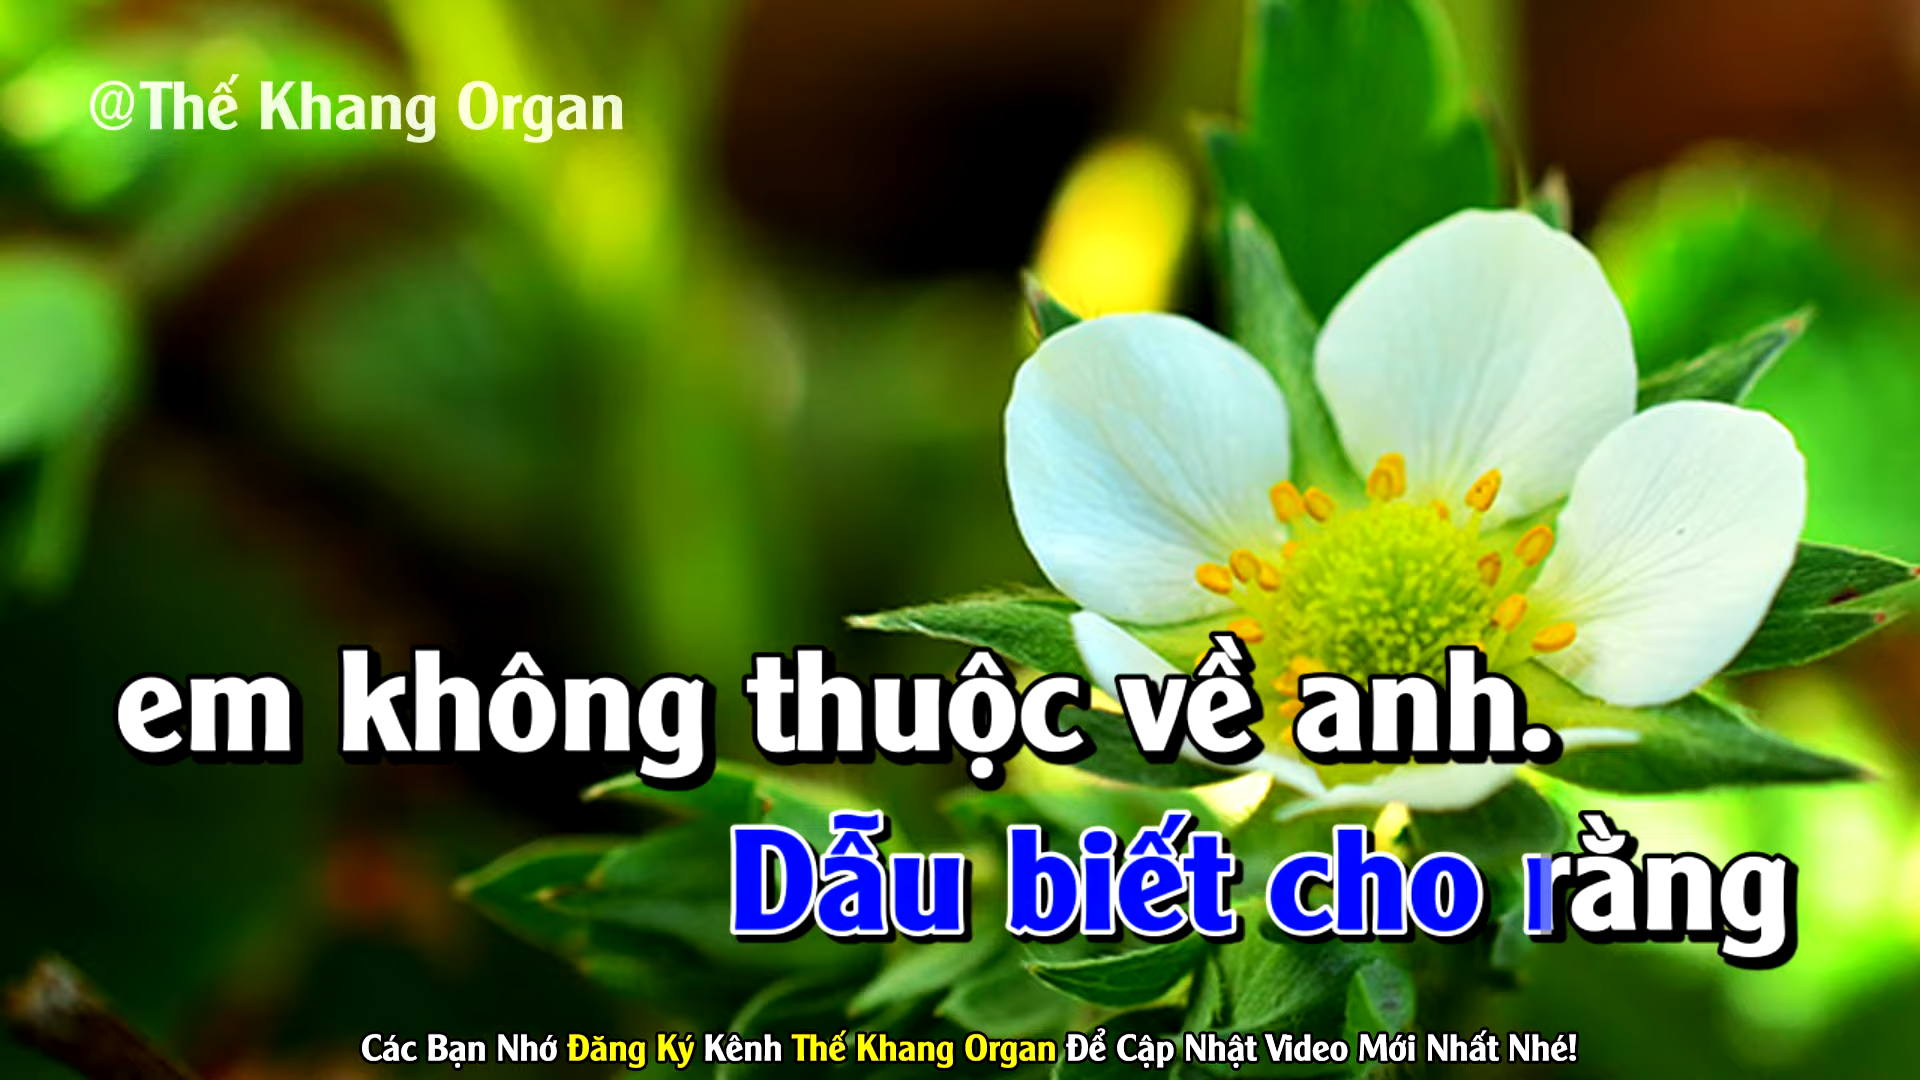 @Thế Khang Organ
em không thuộc về anh.
Dẫu biết cho rằng
Các Bạn Nhớ Đăng Ký Kênh Thế Khang Organ Để Cập Nhật Video Mới Nhất Nhé!